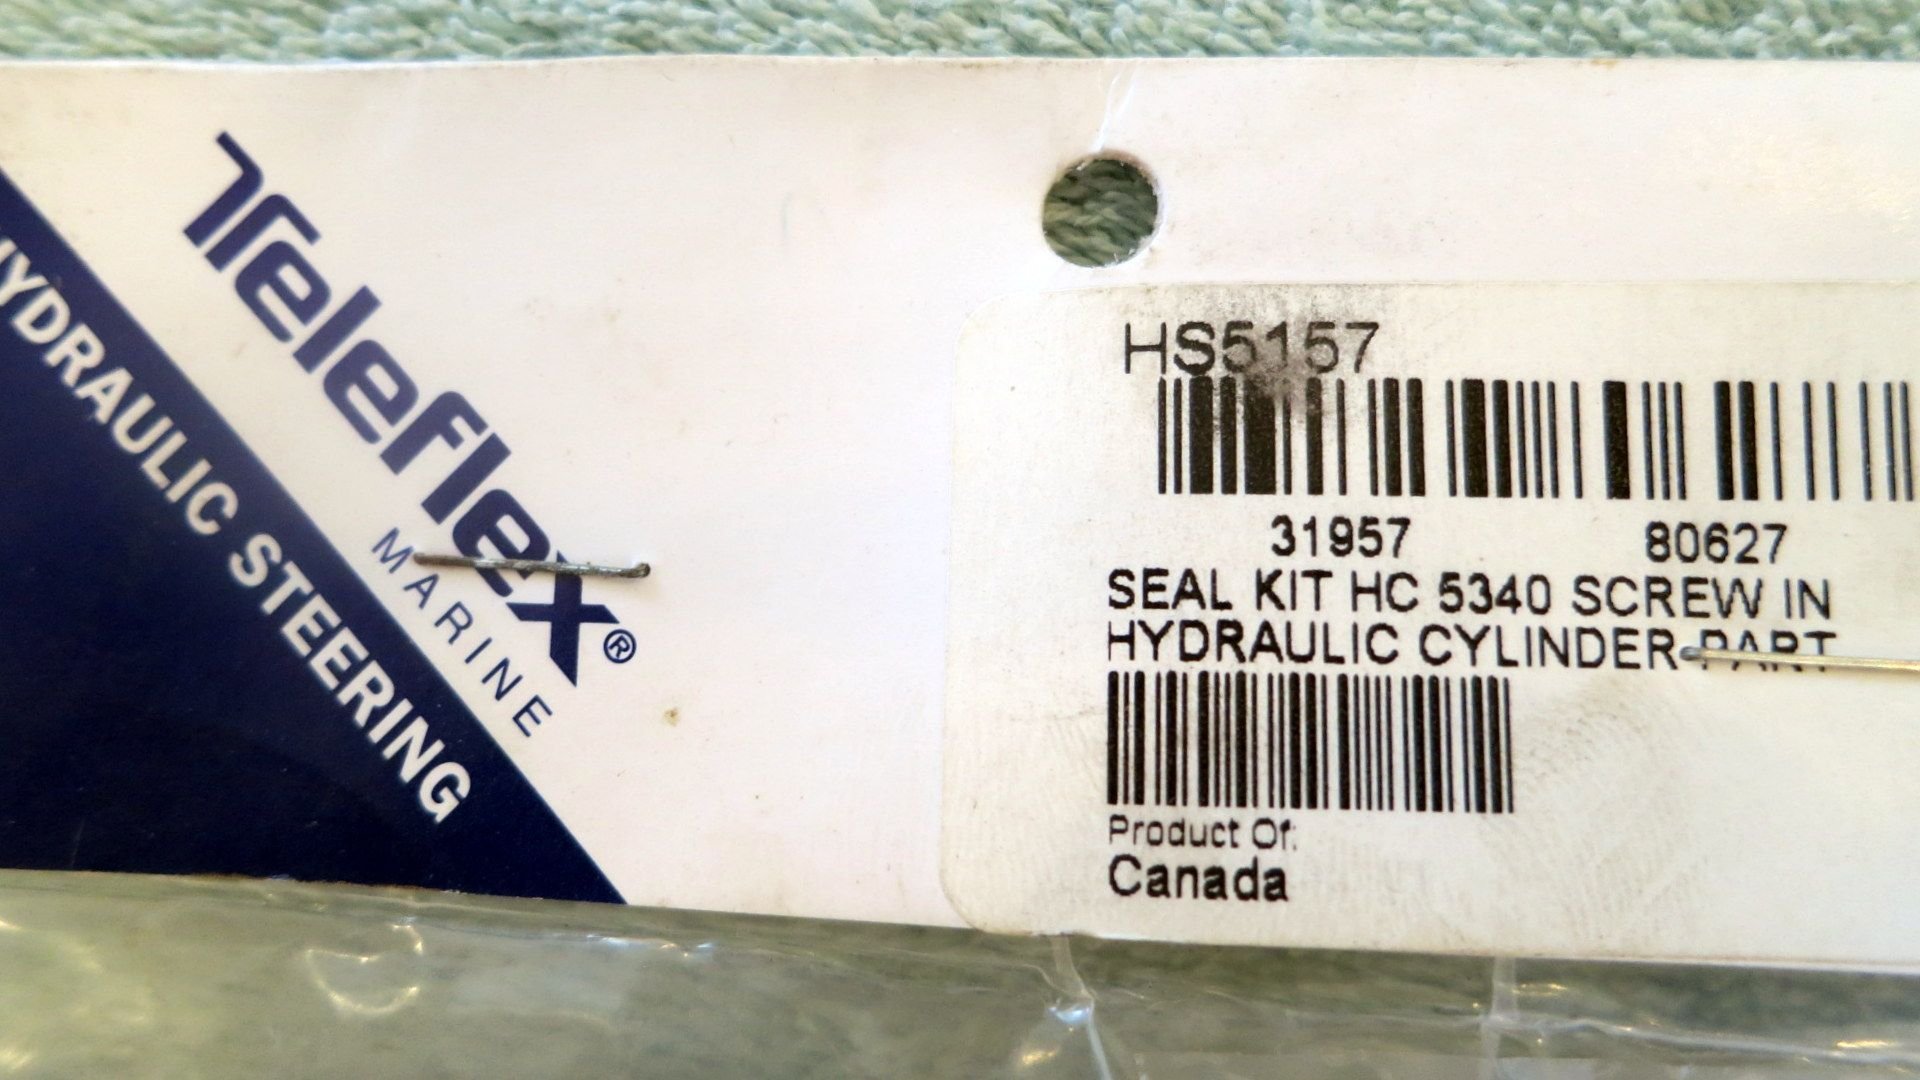 Teleflex®
MARINE
HYDRAULIC STEERING
HS5157
31957 80627
SEAL KIT HC 5340 SCREW IN
HYDRAULIC CYLINDER-PART
Product Of:
Canada